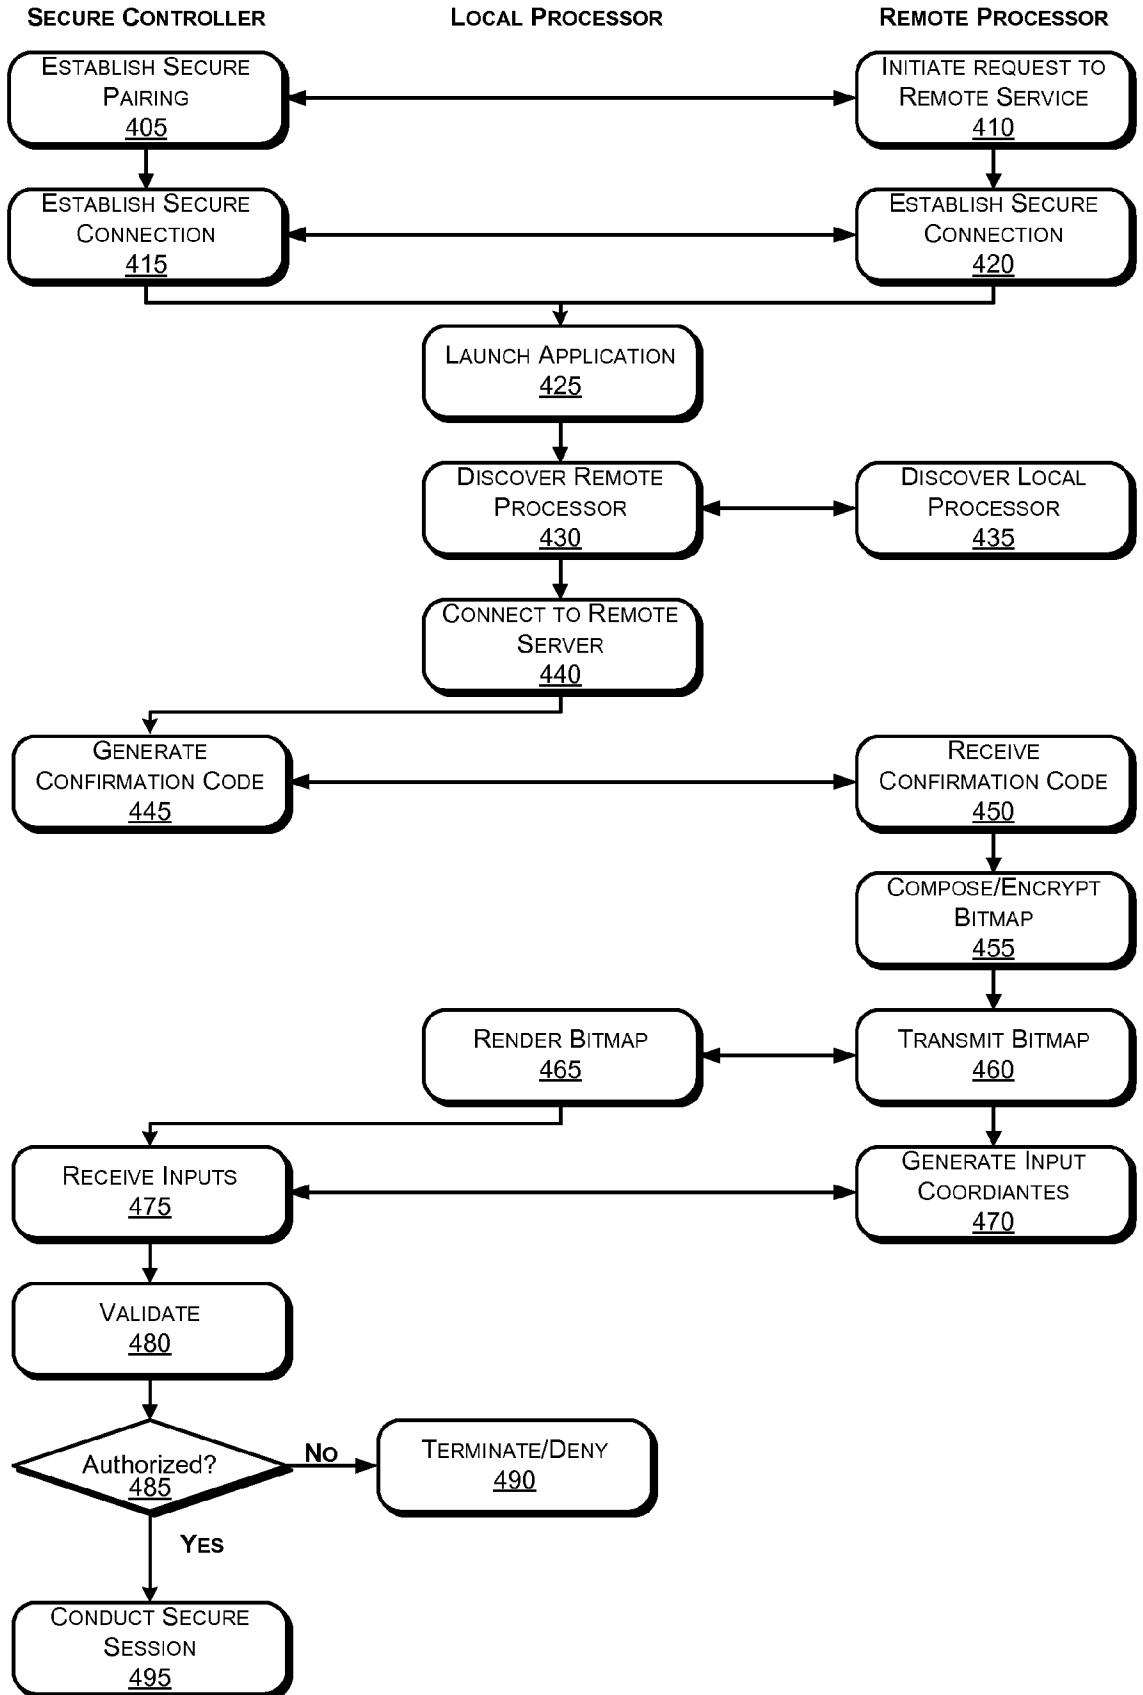 SECURE CONTROLLER
LOCAL PROCESSOR
REMOTE PROCESSOR
ESTABLISH SECURE
PAIRING
405
INITIATE REQUEST TO
REMOTE SERVICE
410
ESTABLISH SECURE
CONNECTION
415
ESTABLISH SECURE
CONNECTION
420
LAUNCH APPLICATION
425
DISCOVER REMOTE
PROCESSOR
430
DISCOVER LOCAL
PROCESSOR
435
CONNECT TO REMOTE
SERVER
440
GENERATE
CONFIRMATION CODE
445
RECEIVE
CONFIRMATION CODE
450
COMPOSE/ENCRYPT
BITMAP
455
RENDER BITMAP
465
TRANSMIT BITMAP
460
RECEIVE INPUTS
475
GENERATE INPUT
COORDIANTES
470
VALIDATE
480
Authorized?
485
NO
TERMINATE/DENY
490
YES
CONDUCT SECURE
SESSION
495